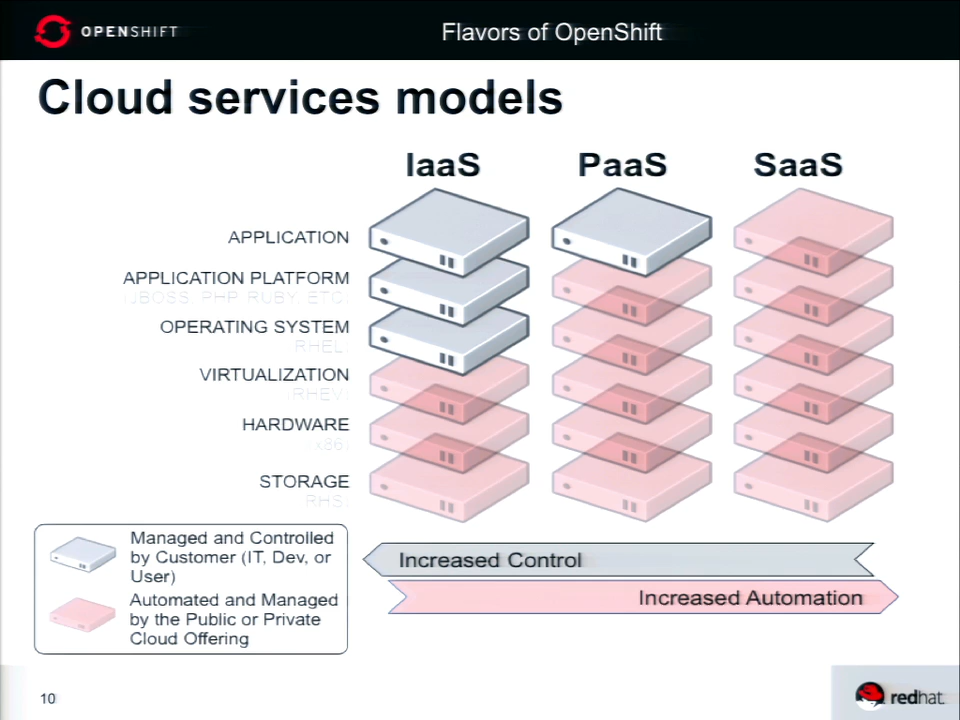 OPENSHIFT
Flavors of OpenShift
Cloud services models
IaaS PaaS SaaS
APPLICATION
APPLICATION PLATFORM
(JBOSS, PHP, RUBY, ETC)
OPERATING SYSTEM
(RHEL)
VIRTUALIZATION
(RHEV)
HARDWARE
(x86)
STORAGE
(RHS)
Managed and Controlled
by Customer (IT, Dev, or
User)
Automated and Managed
by the Public or Private
Cloud Offering
Increased Control
Increased Automation
10
redhat.